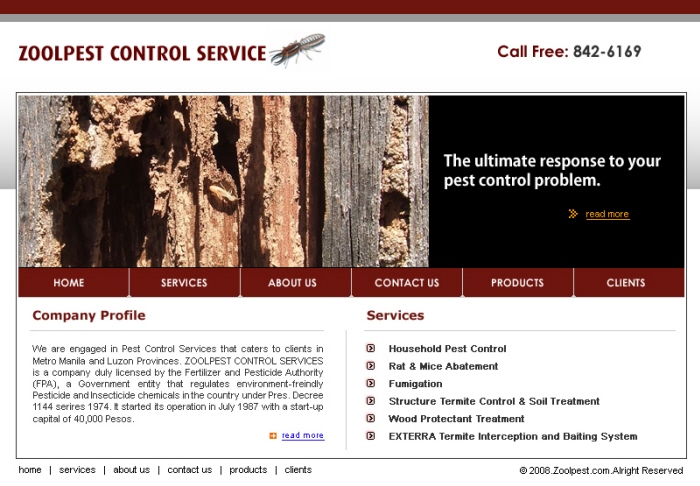 ZOOLPEST CONTROL SERVICE
Call Free: 842-6169
The ultimate response to your
pest control problem.
read more
HOME
SERVICES
ABOUT US
CONTACT US
PRODUCTS
CLIENTS
Company Profile
We are engaged in Pest Control Services that caters to clients in
Metro Manila and Luzon Provinces. ZOOLPEST CONTROL SERVICES
is a company duly licensed by the Fertilizer and Pesticide Authority
(FPA), a Government entity that regulates environment-freindly
Pesticide and Insecticide chemicals in the country under Pres. Decree
1144 serires 1974. It started its operation in July 1987 with a start-up
capital of 40,000 Pesos.
read more
Services
Household Pest Control
Rat & Mice Abatement
Fumigation
Structure Termite Control & Soil Treatment
Wood Protectant Treatment
EXTERRA Termite Interception and Baiting System
home | services | about us | contact us | products | clients
© 2008.Zoolpest.com.Alright Reserved